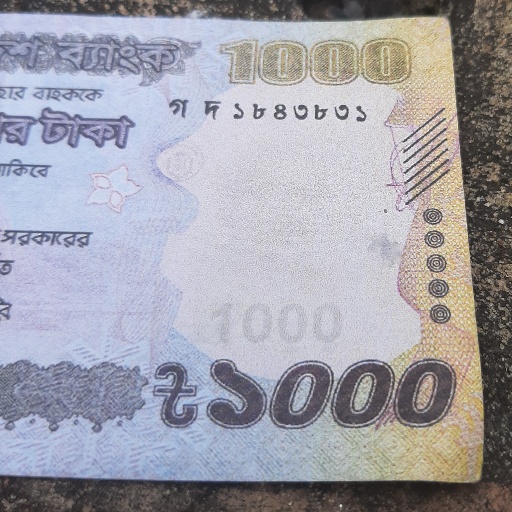 শ ব্যাংক 1000
হার বাহককে
গ দ ১৮৪৩৮৩১
র টাকা
কিবে
সরকারের
ত
1000
৳১০০০